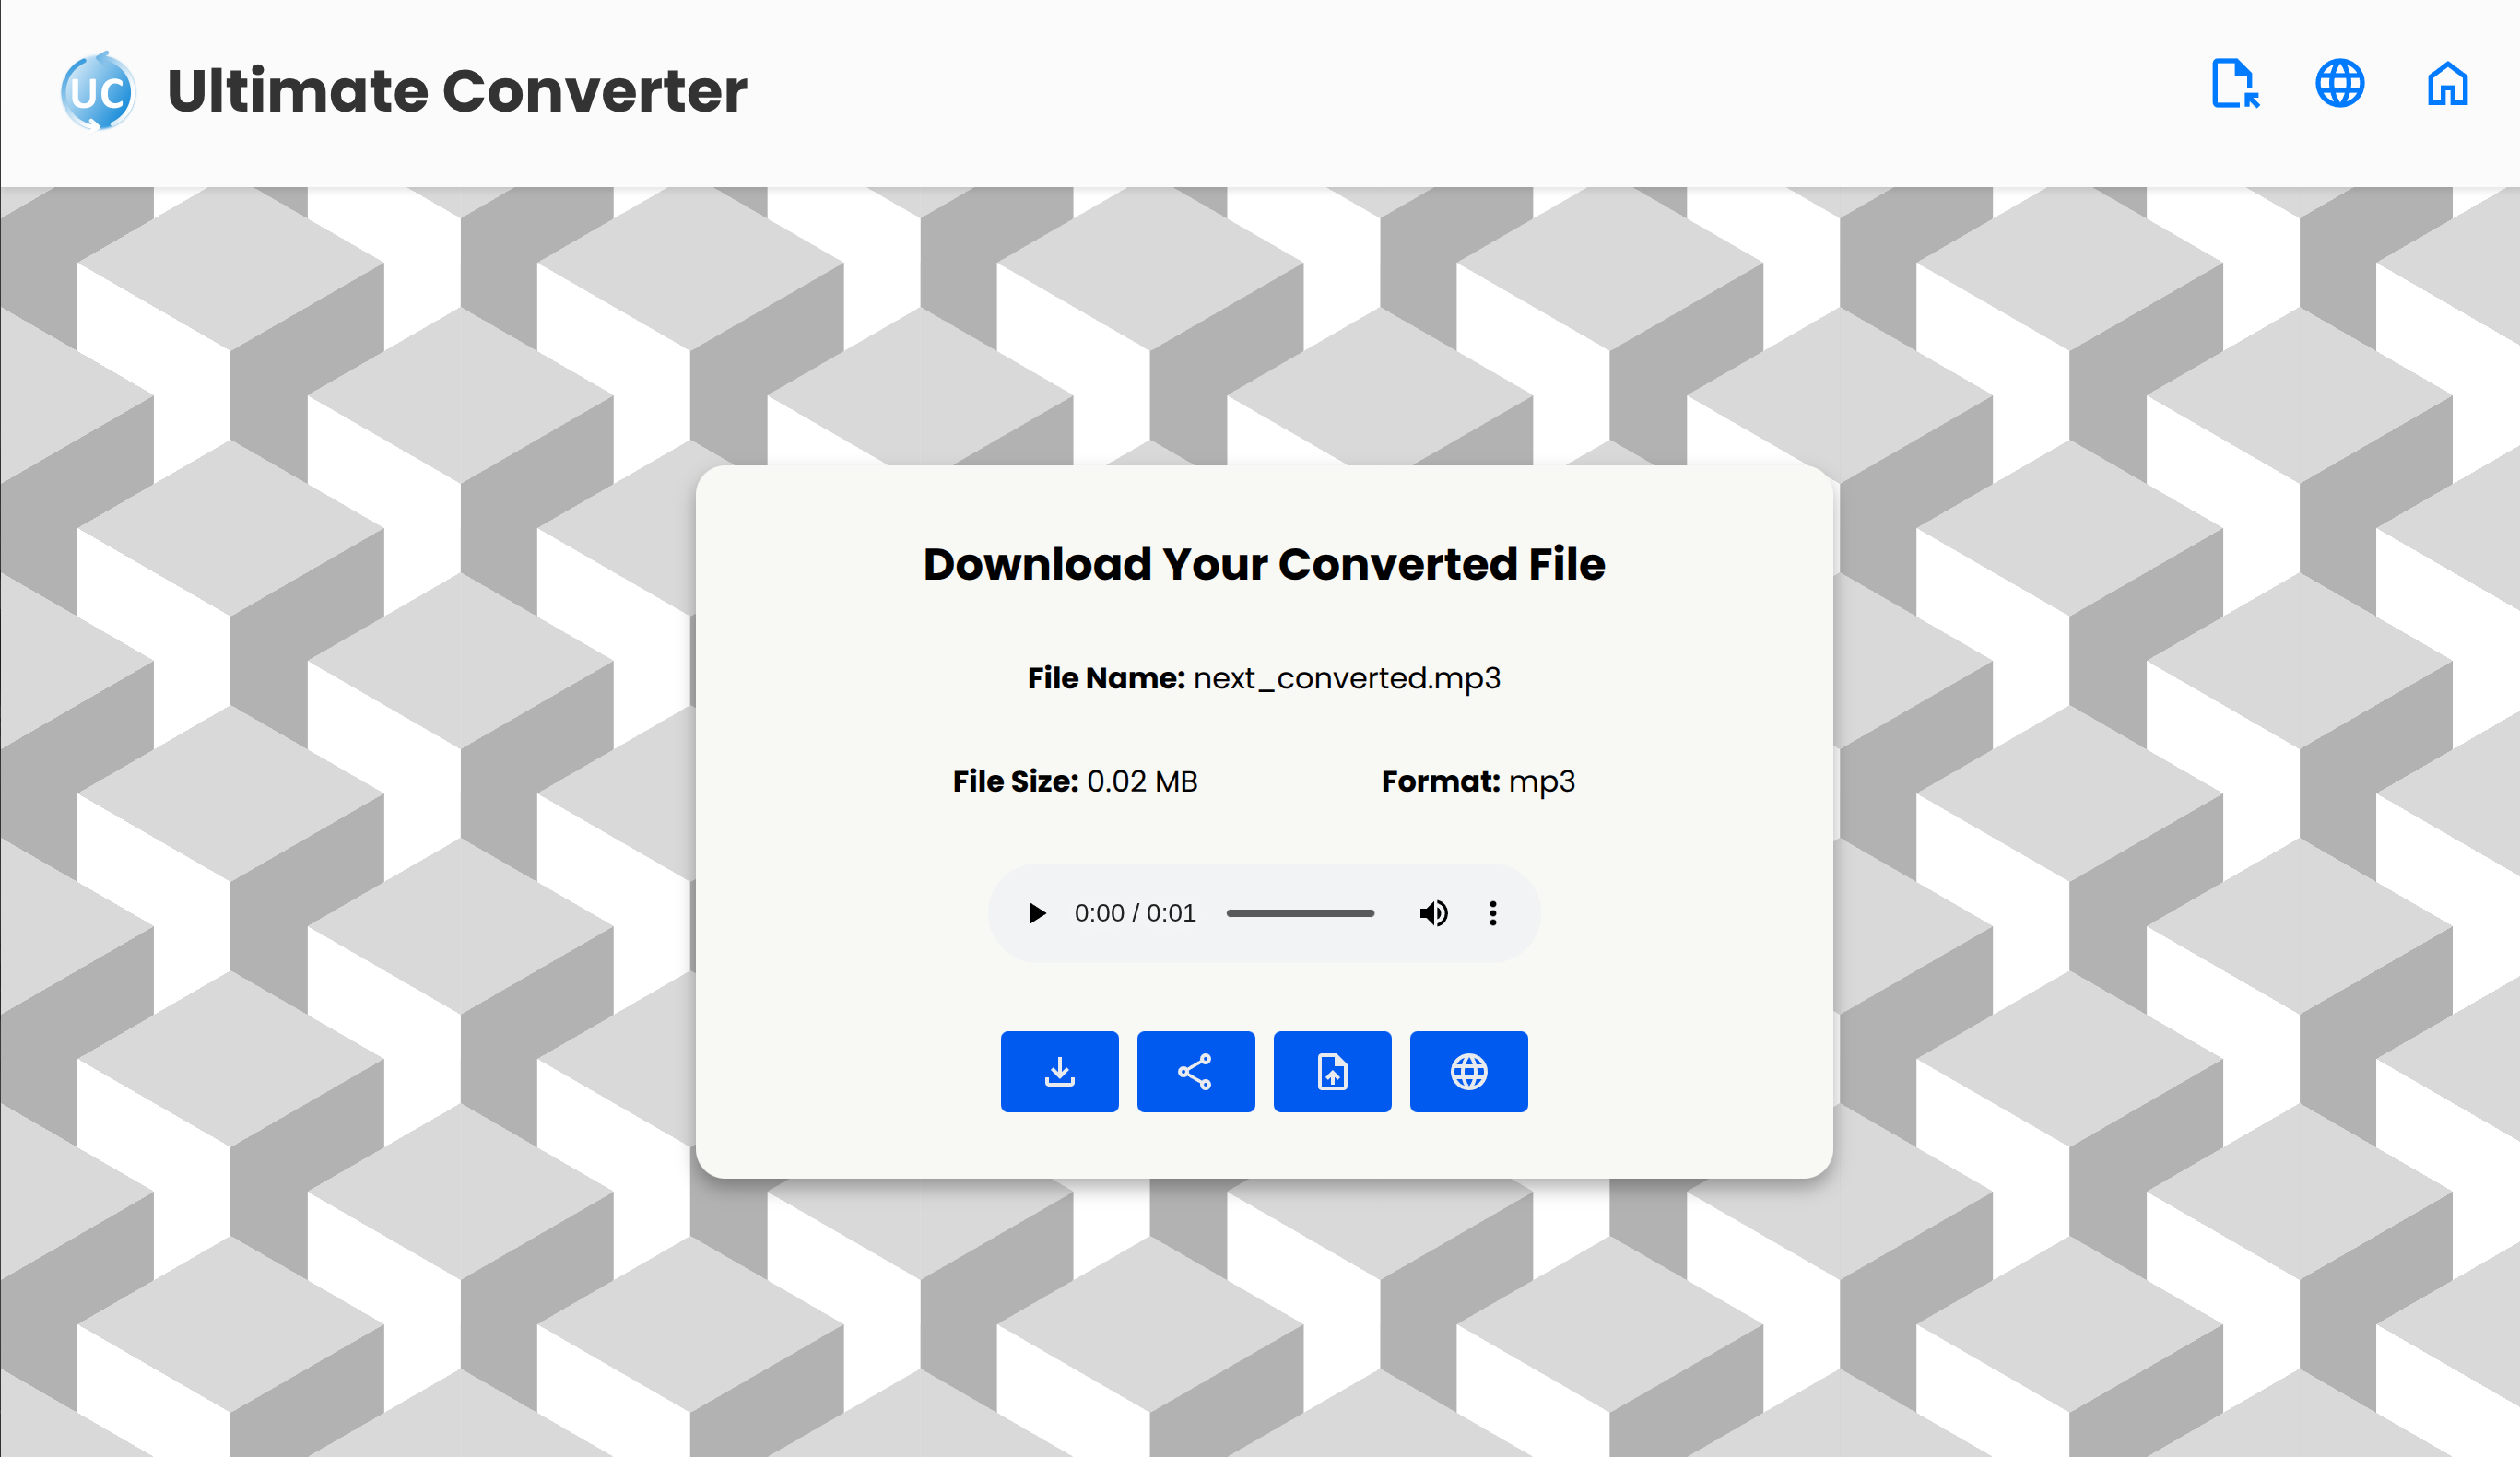 UC
Ultimate Converter
Download Your Converted File
File Name: next_converted.mp3
File Size: 0.02 MB
Format: mp3
0:00 / 0:01